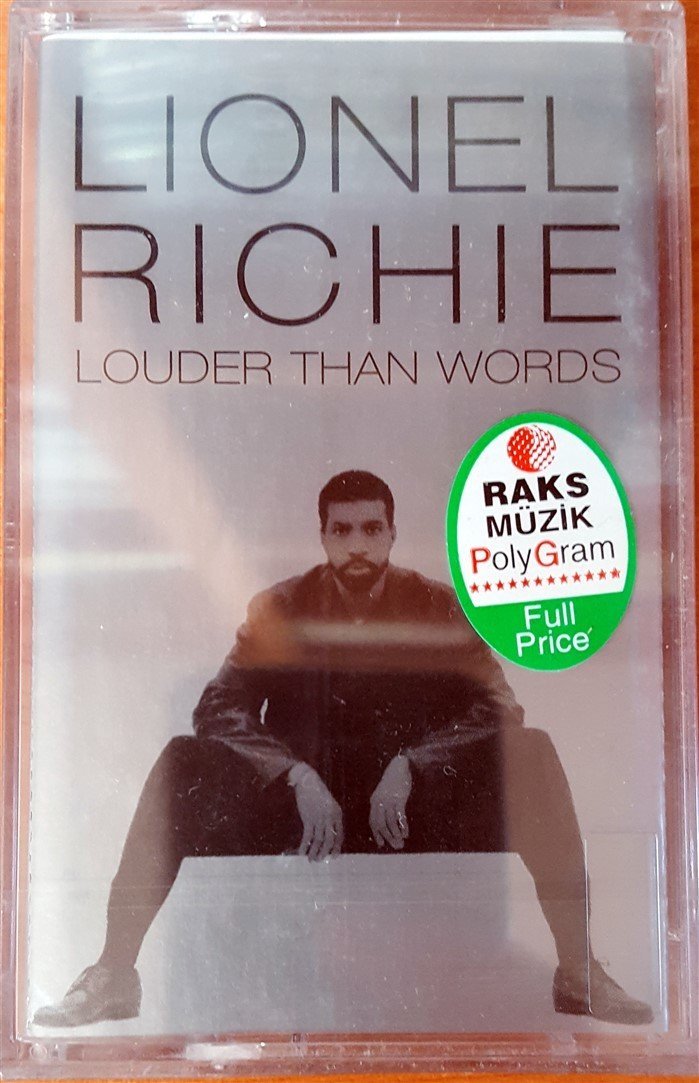 LIONEL
RICHIE
LOUDER THAN WORDS
RAKS
MÜZİK
PolyGram
Full
Price